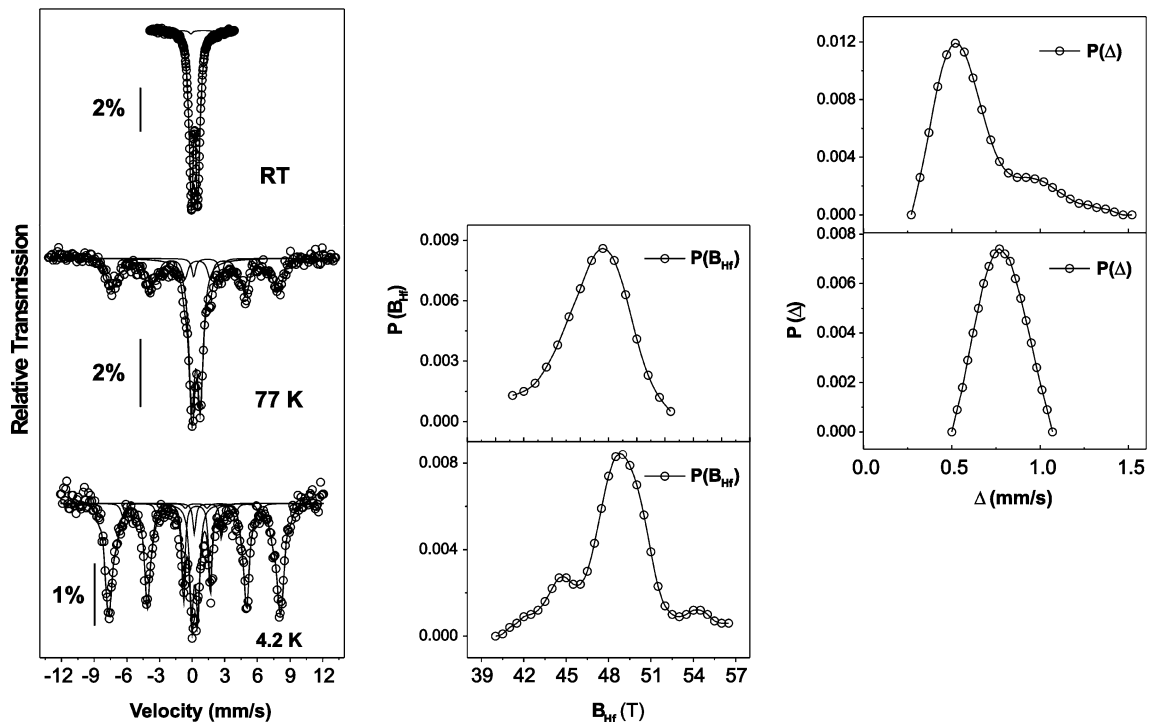 Relative Transmission
2%
RT
2%
77 K
1%
4.2 K
-12 -9 -6 -3 0 3 6 9 12
Velocity (mm/s)
P (B_Hf)
0.009
0.006
0.003
0.000
P(B_Hf)
0.008
0.004
0.000
P(B_Hf)
39 42 45 48 51 54 57
B_Hf (T)
P (Δ)
0.012
0.008
0.004
0.000
P(Δ)
0.008
0.006
0.004
0.002
0.000
P(Δ)
0.0 0.5 1.0 1.5
Δ (mm/s)